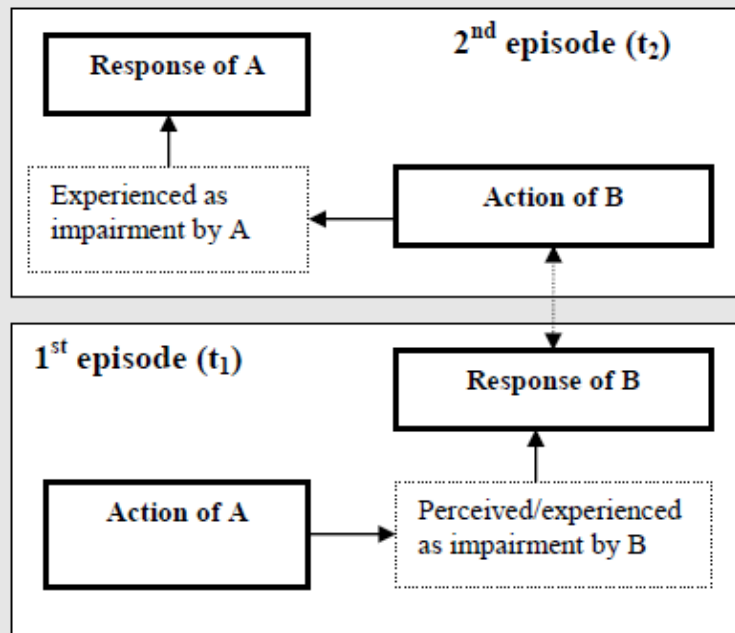 2nd episode (t2)
Response of A
Experienced as
impairment by A
Action of B
1st episode (t1)
Response of B
Action of A
Perceived/experienced
as impairment by B